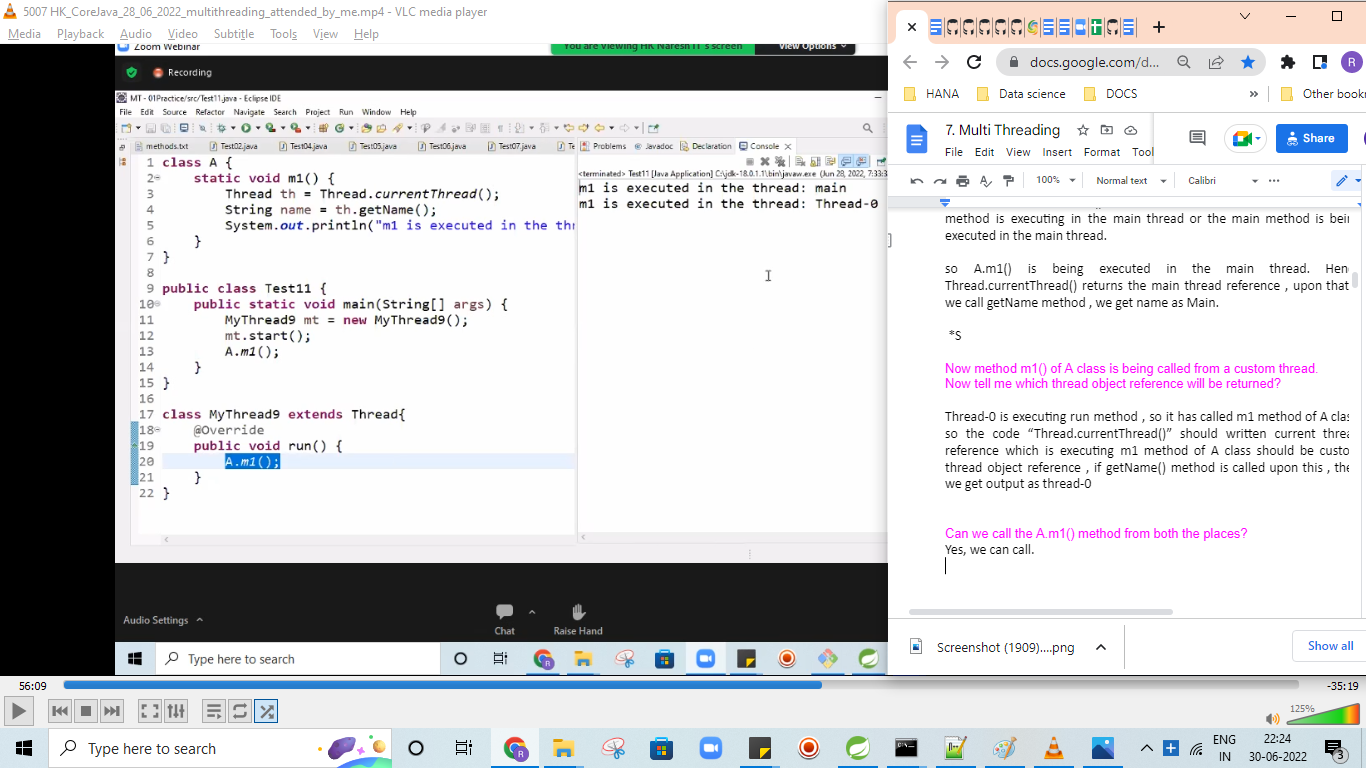 5007 HK_CoreJava_28_06_2022_multithreading_attended_by_me.mp4 - VLC media player
Media Playback Audio Video Subtitle Tools View Help
Zoom Webinar
You are viewing HK Naresh IT's screen
View Options
Recording
MT - 01Practice/src/Test11.java - Eclipse IDE
File Edit Source Refactor Navigate Search Project Run Window Help
methods.txt Test02.java Test04.java Test05.java Test06.java Test07.java Te
1 class A {
2 static void m1() {
3 Thread th = Thread.currentThread();
4 String name = th.getName();
5 System.out.println("m1 is executed in the thr
6 }
7 }
8
9 public class Test11 {
10 public static void main(String[] args) {
11 MyThread9 mt = new MyThread9();
12 mt.start();
13 A.m1();
14 }
15 }
16
17 class MyThread9 extends Thread{
18 @Override
19 public void run() {
20 A.m1();
21 }
22 }
Problems Javadoc Declaration Console
<terminated> Test11 [Java Application] C:\jdk-18.0.1.1\bin\javaw.exe (Jun 28, 2022, 7:33:3
m1 is executed in the thread: main
m1 is executed in the thread: Thread-0
Audio Settings
Chat
Raise Hand
Type here to search
56:09
-35:19
125%
docs.google.com/d...
R
HANA Data science DOCS » Other book
7. Multi Threading
File Edit View Insert Format Tool
Share
100% Normal text Calibri
method is executing in the main thread or the main method is bein
executed in the main thread.
so A.m1() is being executed in the main thread. Hen
Thread.currentThread() returns the main thread reference , upon that
we call getName method , we get name as Main.
*S
Now method m1() of A class is being called from a custom thread.
Now tell me which thread object reference will be returned?
Thread-0 is executing run method , so it has called m1 method of A clas
so the code “Thread.currentThread()” should written current threa
reference which is executing m1 method of A class should be custo
thread object reference , if getName() method is called upon this , the
we get output as thread-0
Can we call the A.m1() method from both the places?
Yes, we can call.
Screenshot (1909)....png
Show all
Type here to search
ENG
IN
22:24
30-06-2022
3